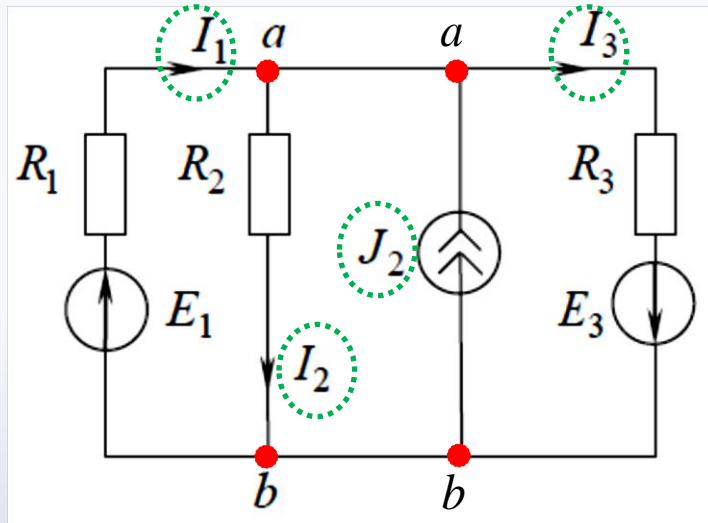 I₁ a a I₃
R₁ R₂ R₃
J₂
E₁ E₃
I₂
b b